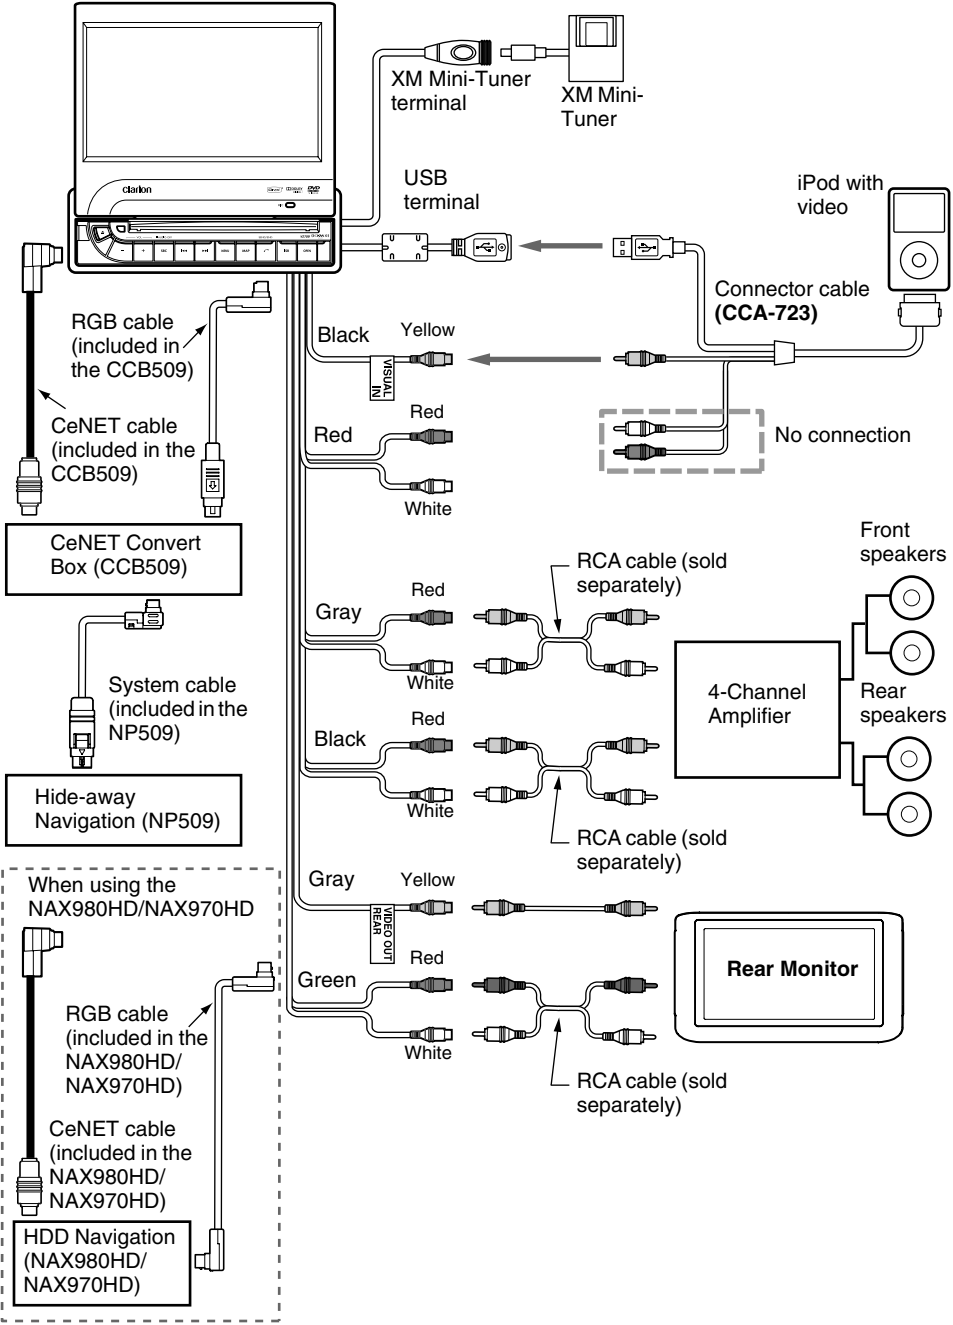 XM Mini-Tuner
terminal
XM Mini-
Tuner
clarion
USB
terminal
iPod with
video
Connector cable
(CCA-723)
RGB cable
(included in
the CCB509)
Black
Yellow
VISUAL
IN
CeNET cable
(included in the
CCB509)
Red
Red
White
No connection
CeNET Convert
Box (CCB509)
Front
speakers
RCA cable (sold
separately)
Gray
Red
White
System cable
(included in the
NP509)
4-Channel
Amplifier
Rear
speakers
Black
Red
White
Hide-away
Navigation (NP509)
RCA cable (sold
separately)
When using the
NAX980HD/NAX970HD
Gray
Yellow
VIDEO OUT
REAR
Rear Monitor
Green
Red
White
RGB cable
(included in the
NAX980HD/
NAX970HD)
RCA cable (sold
separately)
CeNET cable
(included in the
NAX980HD/
NAX970HD)
HDD Navigation
(NAX980HD/
NAX970HD)